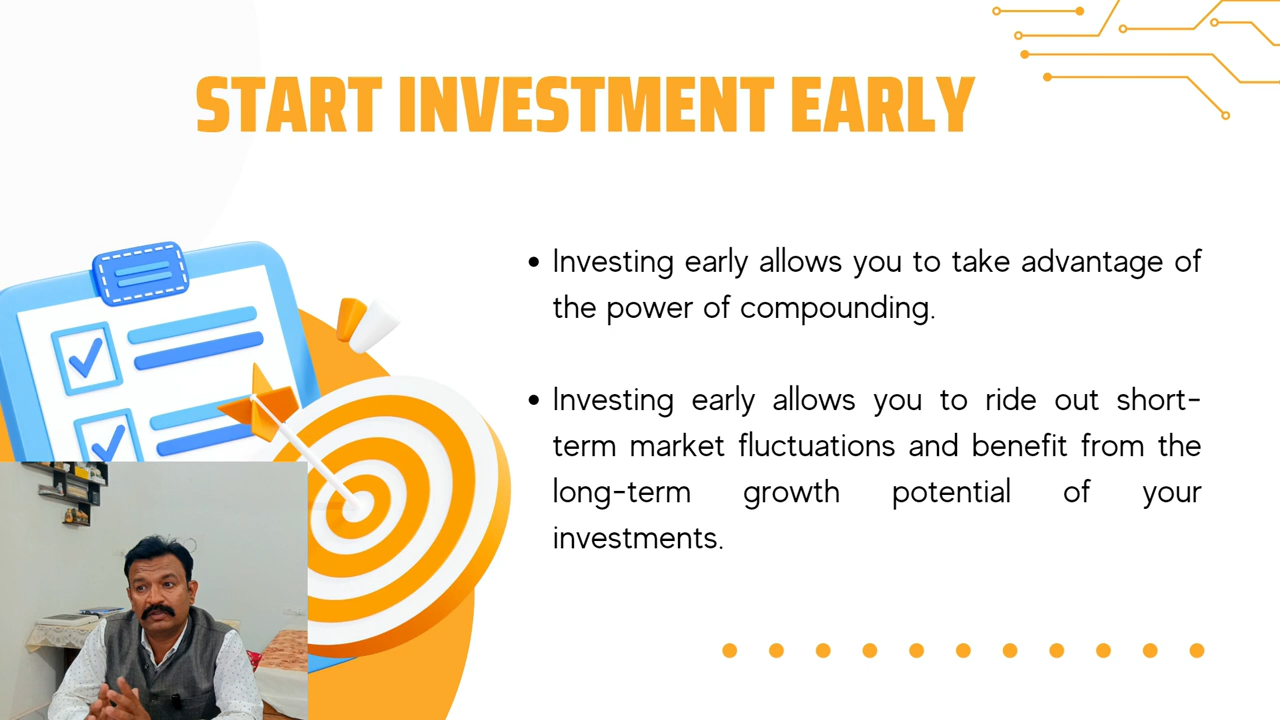 START INVESTMENT EARLY
• Investing early allows you to take advantage of
the power of compounding.
• Investing early allows you to ride out short-
term market fluctuations and benefit from the
long-term growth potential of your
investments.